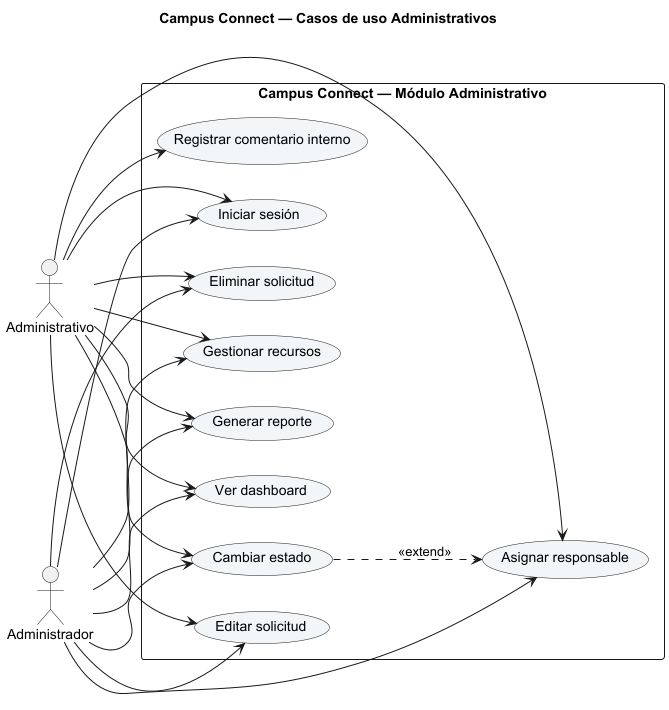 Campus Connect — Casos de uso Administrativos
Campus Connect — Módulo Administrativo
Registrar comentario interno
Iniciar sesión
Eliminar solicitud
Administrativo
Gestionar recursos
Generar reporte
Ver dashboard
Cambiar estado
«extend»
Asignar responsable
Editar solicitud
Administrador